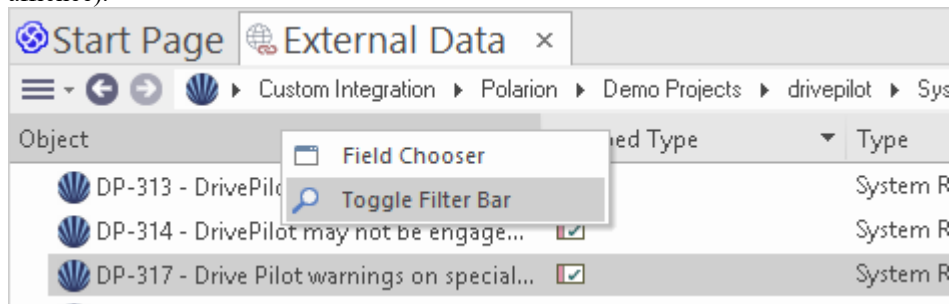 Start Page External Data ×
Custom Integration Polarion Demo Projects drivepilot
Object Type Type
Field Chooser
DP-313 - System
Toggle Filter Bar
DP-314 - DrivePilot may not be engage... System
DP-317 - Drive Pilot warnings on special... System